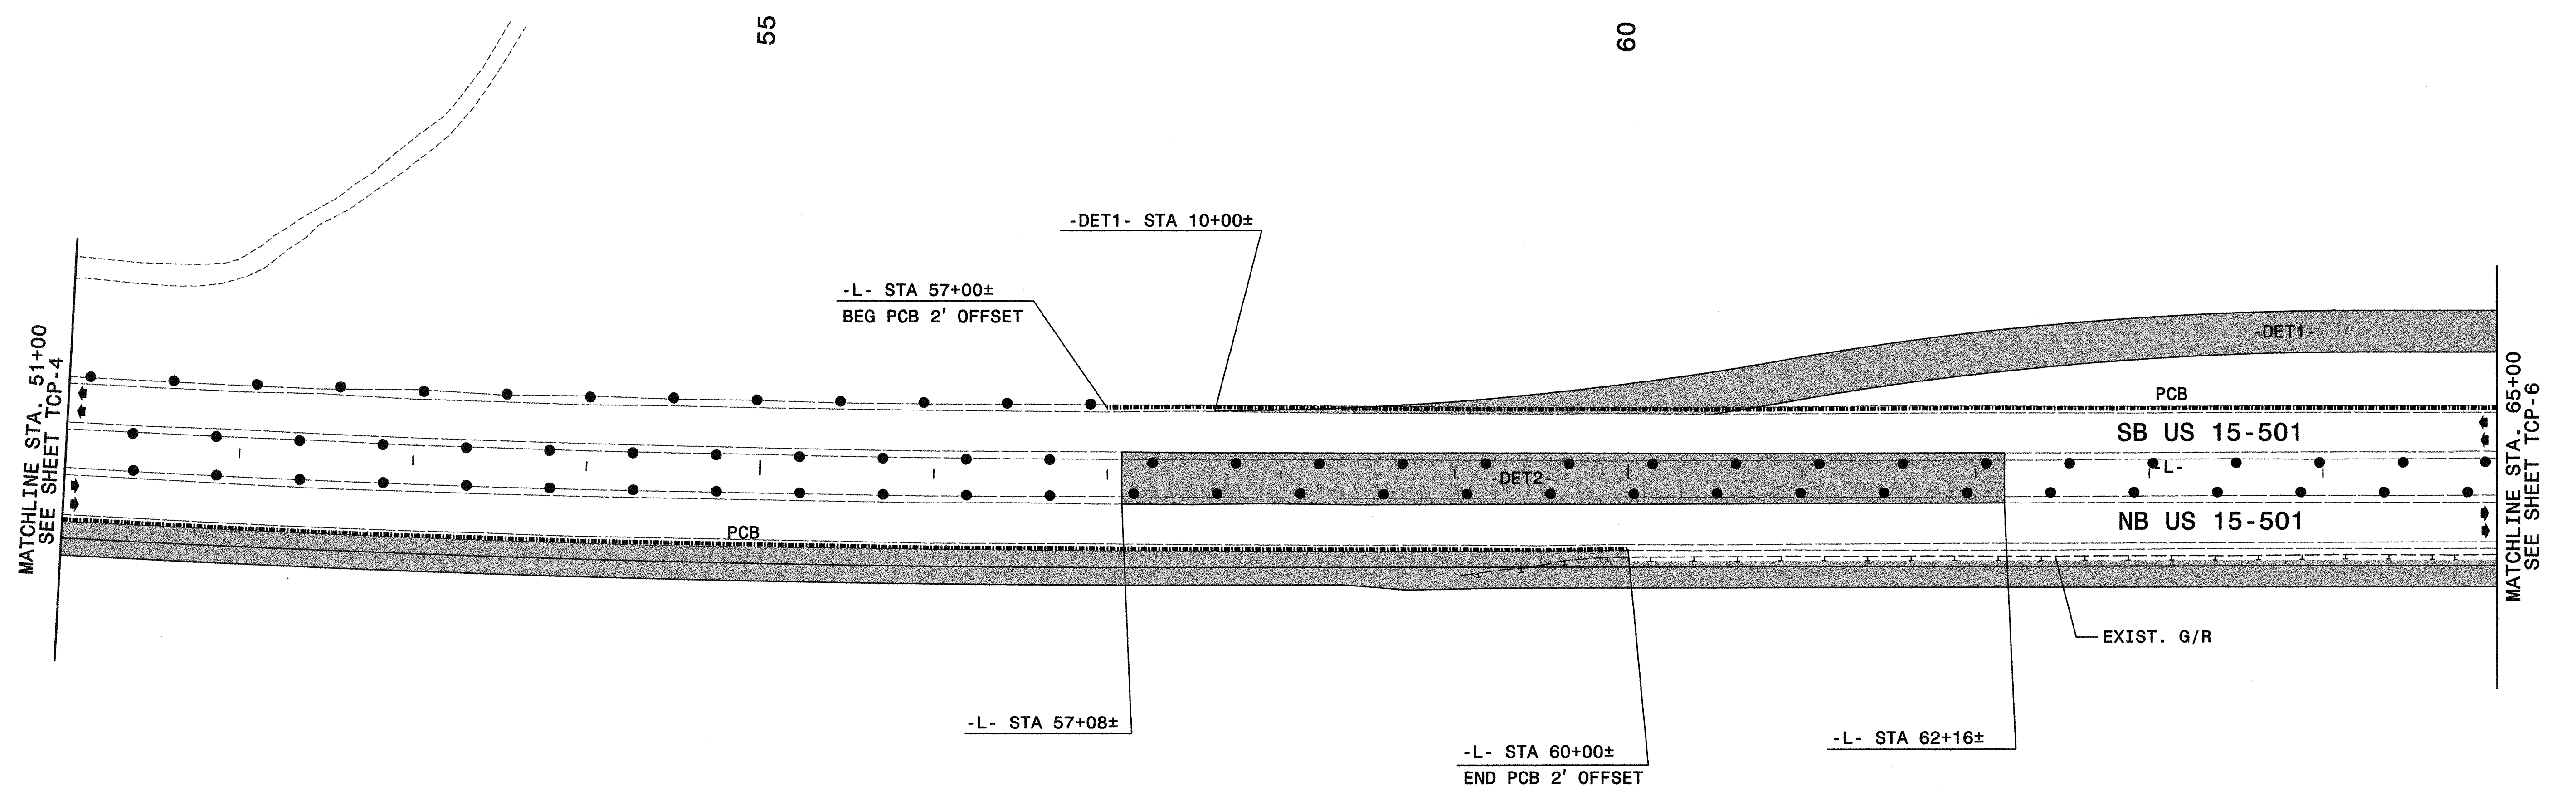 55
60
-DET1- STA 10+00±
-L- STA 57+00±
BEG PCB 2' OFFSET
MATCHLINE STA. 51+00
SEE SHEET TCP-4
-DET1-
PCB
SB US 15-501
-L-
-DET2-
NB US 15-501
PCB
MATCHLINE STA. 65+00
SEE SHEET TCP-6
EXIST. G/R
-L- STA 57+08±
-L- STA 60+00±
END PCB 2' OFFSET
-L- STA 62+16±